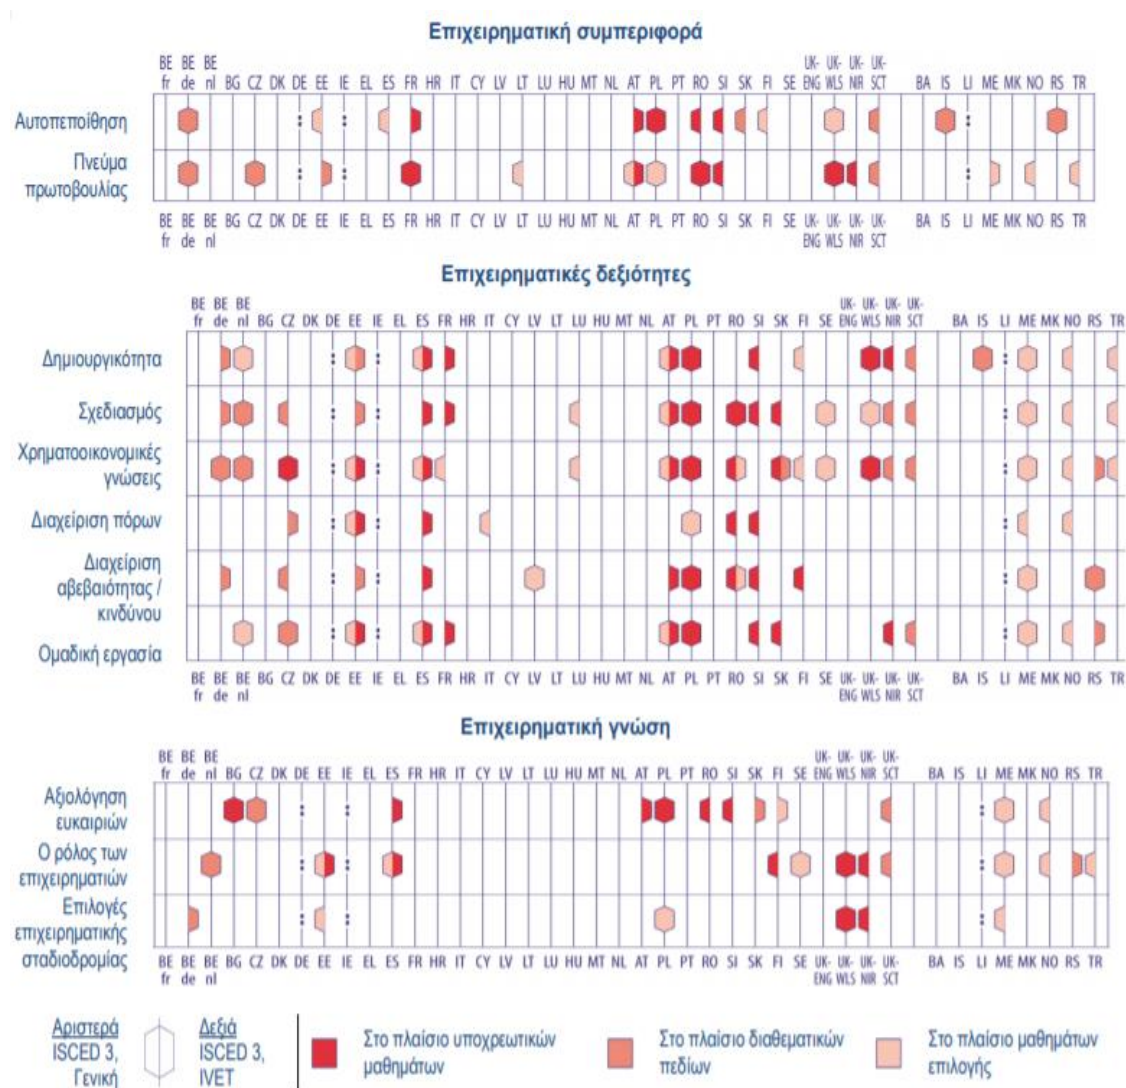 Επιχειρηματική συμπεριφορά
BE BE BE UK- UK- UK- UK-
fr de nl BG CZ DK DE EE IE EL ES FR HR IT CY LV LT LU HU MT NL AT PL PT RO SI SK FI SE ENG WLS NIR SCT BA IS LI ME MK NO RS TR
Αυτοπεποίθηση
Πνεύμα
πρωτοβουλίας
BE BE BE UK- UK- UK- UK-
fr de nl BG CZ DK DE EE IE EL ES FR HR IT CY LV LT LU HU MT NL AT PL PT RO SI SK FI SE ENG WLS NIR SCT BA IS LI ME MK NO RS TR
Επιχειρηματικές δεξιότητες
BE BE BE UK- UK- UK- UK-
fr de nl BG CZ DK DE EE IE EL ES FR HR IT CY LV LT LU HU MT NL AT PL PT RO SI SK FI SE ENG WLS NIR SCT BA IS LI ME MK NO RS TR
Δημιουργικότητα
Σχεδιασμός
Χρηματοοικονομικές
γνώσεις
Διαχείριση πόρων
Διαχείριση
αβεβαιότητας /
κινδύνου
Ομαδική εργασία
BE BE BE UK- UK- UK- UK-
fr de nl BG CZ DK DE EE IE EL ES FR HR IT CY LV LT LU HU MT NL AT PL PT RO SI SK FI SE ENG WLS NIR SCT BA IS LI ME MK NO RS TR
Επιχειρηματική γνώση
BE BE BE UK- UK- UK- UK-
fr de nl BG CZ DK DE EE IE EL ES FR HR IT CY LV LT LU HU MT NL AT PL PT RO SI SK FI SE ENG WLS NIR SCT BA IS LI ME MK NO RS TR
Αξιολόγηση
ευκαιριών
Ο ρόλος των
επιχειρηματιών
Επιλογές
επιχειρηματικής
σταδιοδρομίας
BE BE BE UK- UK- UK- UK-
fr de nl BG CZ DK DE EE IE EL ES FR HR IT CY LV LT LU HU MT NL AT PL PT RO SI SK FI SE ENG WLS NIR SCT BA IS LI ME MK NO RS TR
Αριστερά
ISCED 3,
Γενική
Δεξιά
ISCED 3,
IVET
Στο πλαίσιο υποχρεωτικών
μαθημάτων
Στο πλαίσιο διαθεματικών
πεδίων
Στο πλαίσιο μαθημάτων
επιλογής